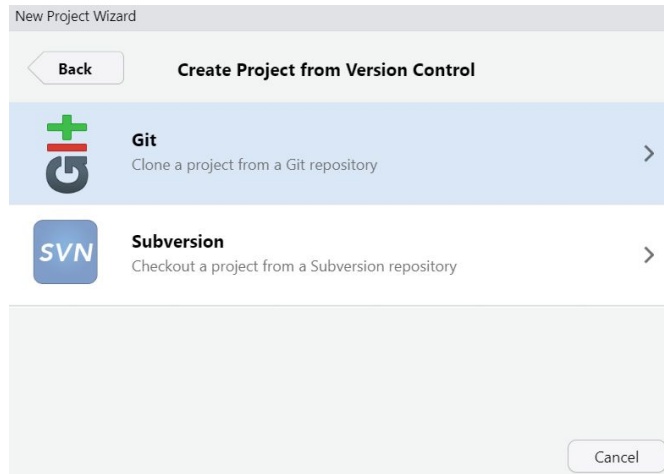 New Project Wizard
Back
Create Project from Version Control
git
Git
Clone a project from a Git repository
SVN
Subversion
Checkout a project from a Subversion repository
Cancel